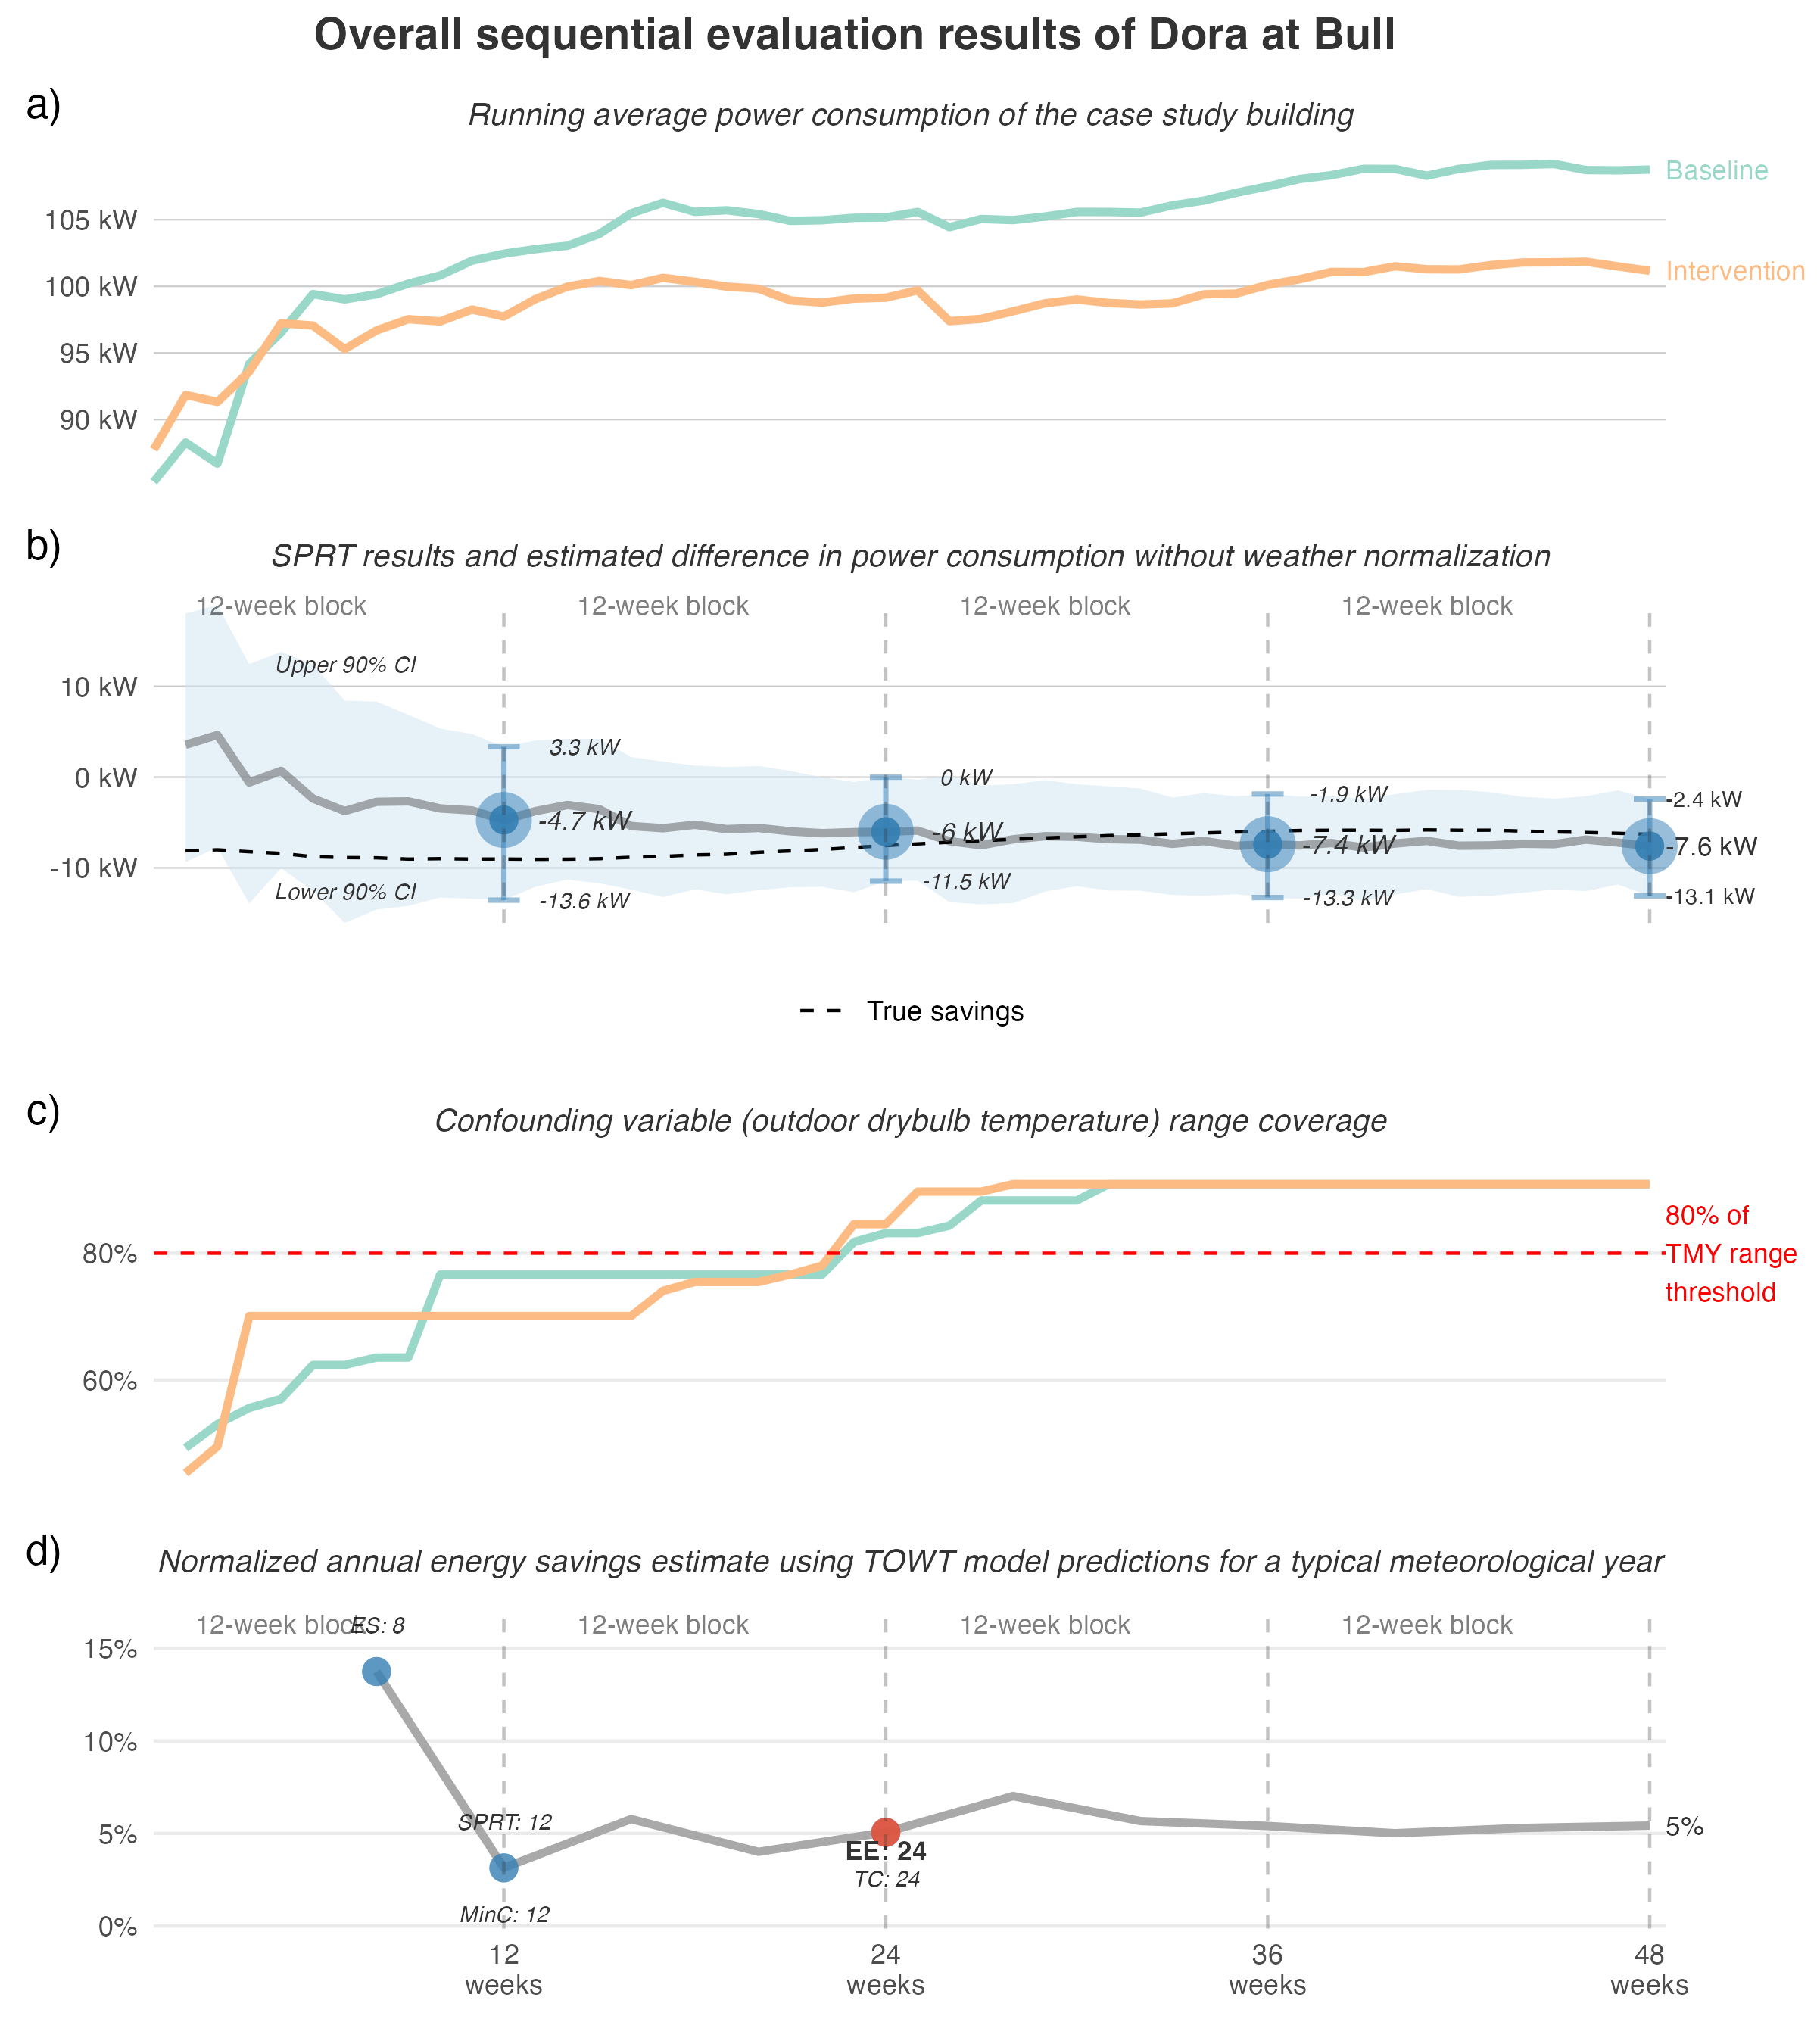 Overall sequential evaluation results of Dora at Bull
a)
Running average power consumption of the case study building
Baseline
105 kW
Intervention
100 kW
95 kW
90 kW
b)
SPRT results and estimated difference in power consumption without weather normalization
12-week block 12-week block 12-week block 12-week block
Upper 90% CI
10 kW
3.3 kW
0 kW
0 kW
-1.9 kW
-2.4 kW
-4.7 kW
-6 kW
-7.4 kW
-7.6 kW
-10 kW
Lower 90% CI
-13.6 kW
-11.5 kW
-13.3 kW
-13.1 kW
True savings
c)
Confounding variable (outdoor drybulb temperature) range coverage
80% of
TMY range
threshold
80%
60%
d)
Normalized annual energy savings estimate using TOWT model predictions for a typical meteorological year
12-week block 12-week block 12-week block 12-week block
ES: 8
15%
10%
SPRT: 12
5%
5%
EE: 24
TC: 24
MinC: 12
0%
12 24 36 48
weeks weeks weeks weeks